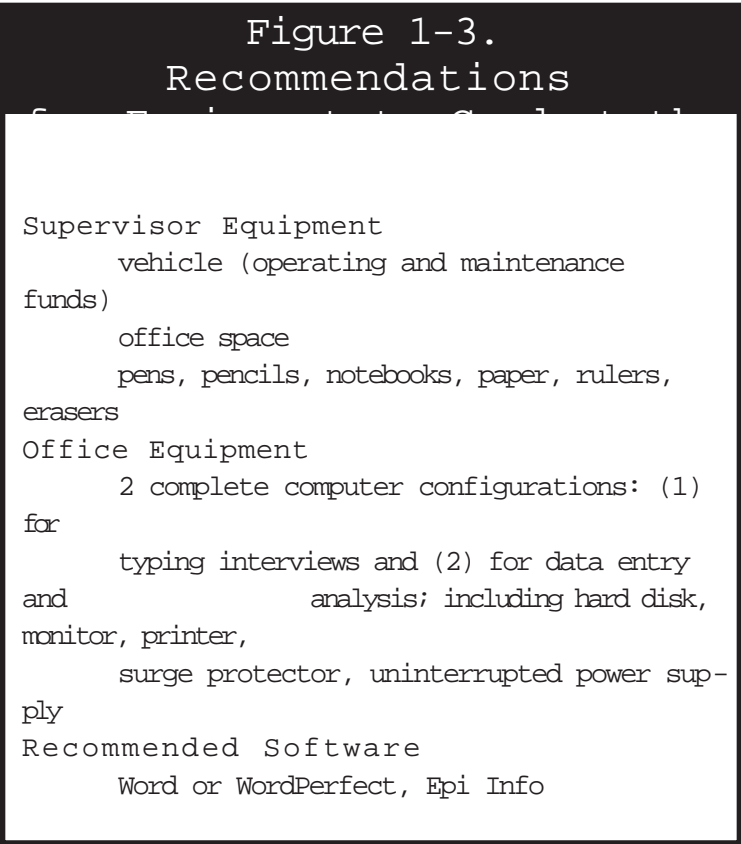 Figure 1-3.
Recommendations
Supervisor Equipment
vehicle (operating and maintenance
funds)
office space
pens, pencils, notebooks, paper, rulers,
erasers
Office Equipment
2 complete computer configurations: (1)
for
typing interviews and (2) for data entry
and analysis; including hard disk,
monitor, printer,
surge protector, uninterrupted power sup-
ply
Recommended Software
Word or WordPerfect, Epi Info